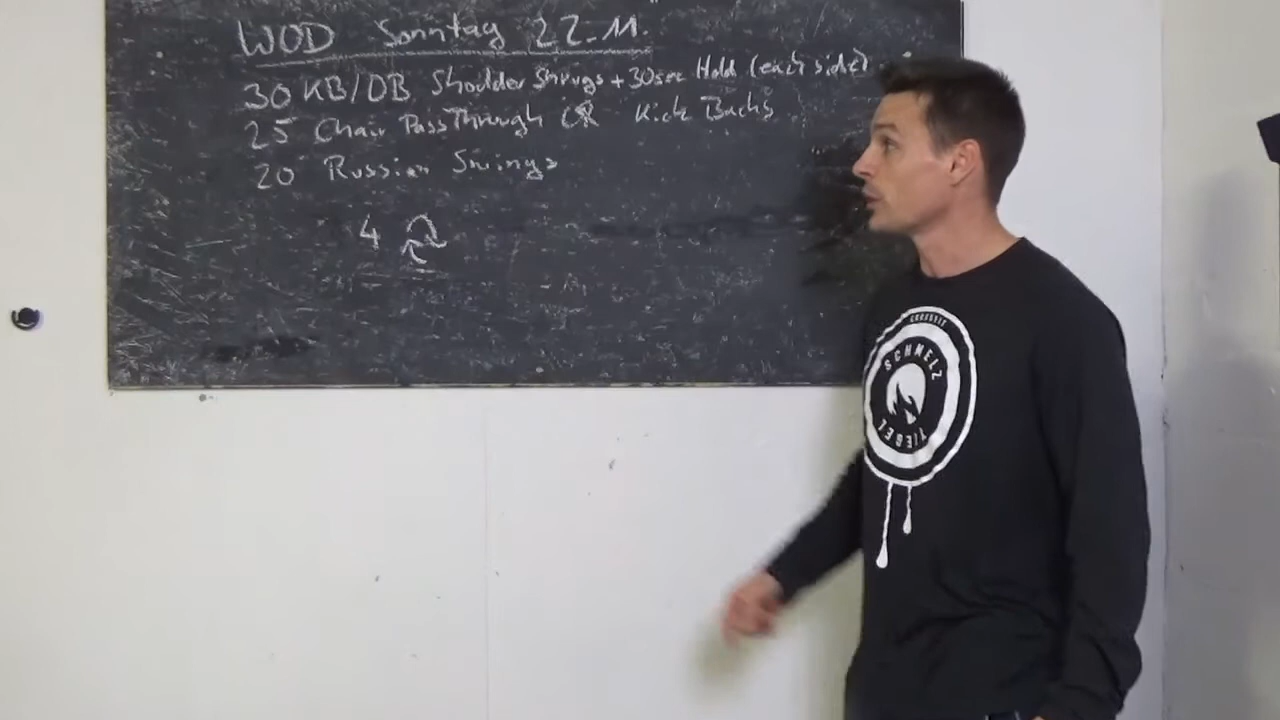 WOD Sonntag 22.11.
30 KB/DB Shoulder Shrugs + 30sec Hold (each side)
25 Chair PassThrough OR Kick Backs
20 Russian Swings
4
CROSSFIT
SCHMELZ
TIEGEL